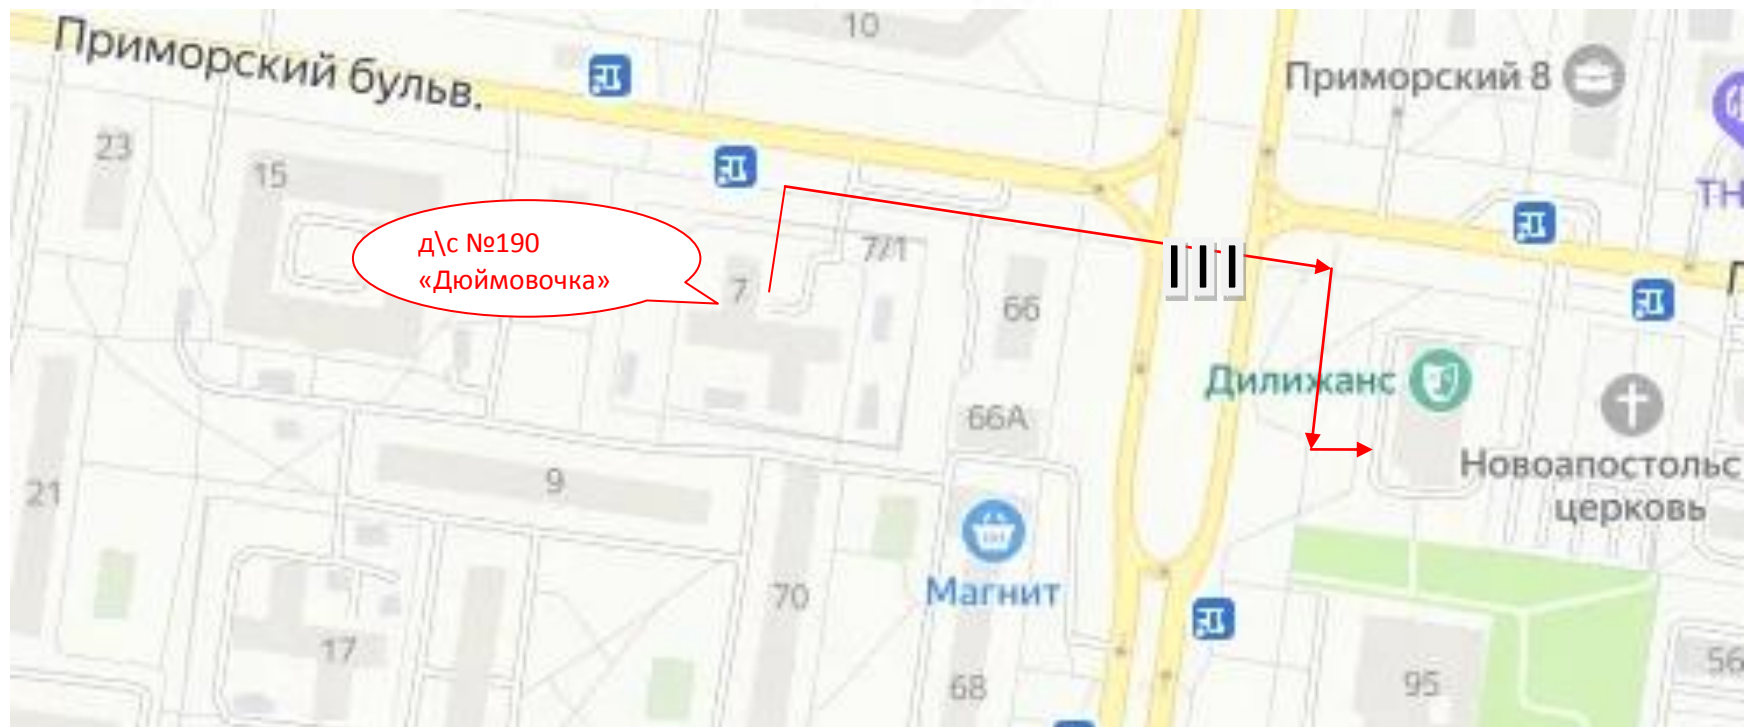 10
Приморский бульв.
Приморский 8
23
15
ТН
д\с №190
«Дюймовочка»
7/1
7
66
П
Дилижанс
66А
Новоапостольс
церковь
21
9
Магнит
70
17
68
95
56